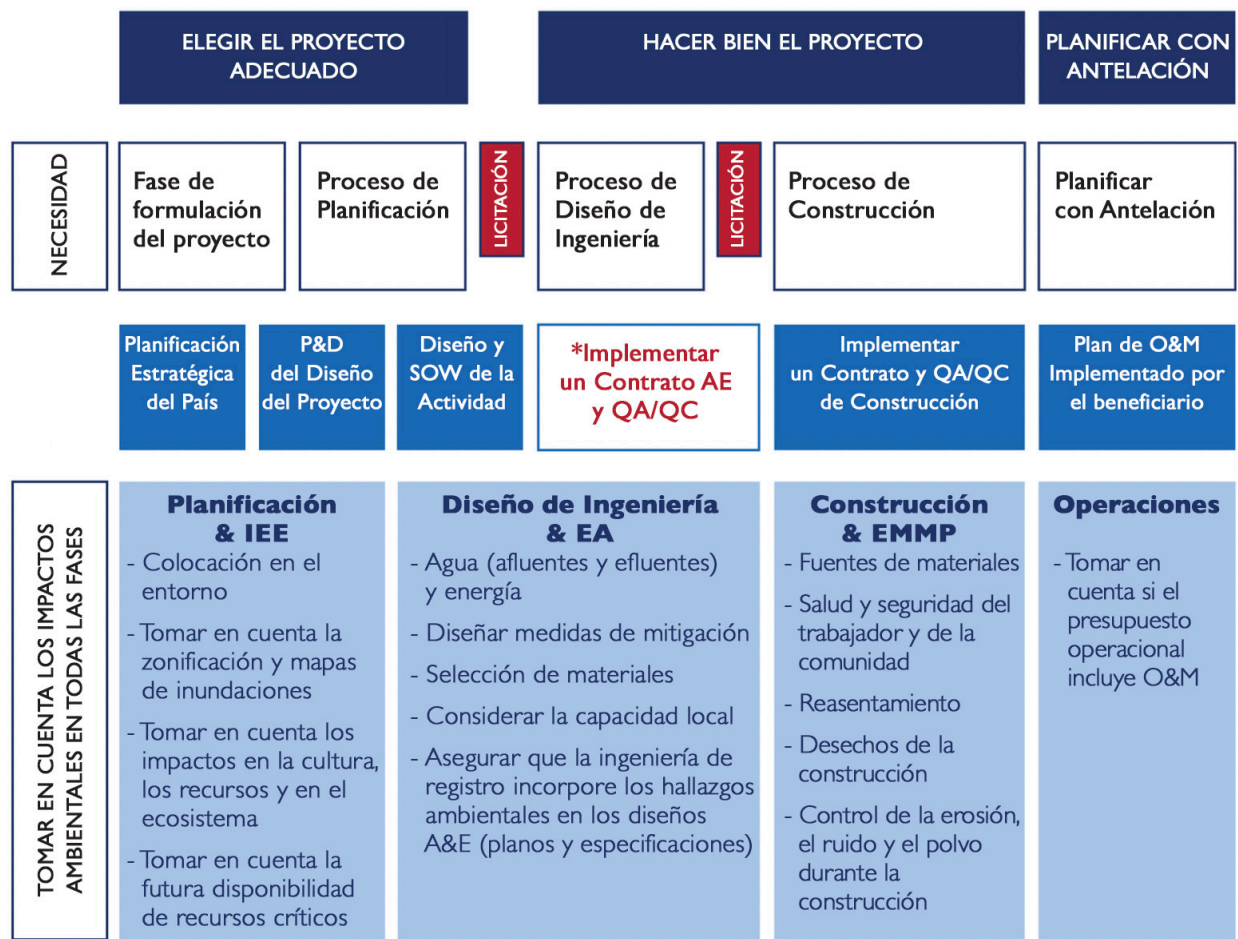 ELEGIR EL PROYECTO
ADECUADO
HACER BIEN EL PROYECTO
PLANIFICAR CON
ANTELACIÓN
NECESIDAD
Fase de
formulación
del proyecto
Proceso de
Planificación
LICITACIÓN
Proceso de
Diseño de
Ingeniería
LICITACIÓN
Proceso de
Construcción
Planificar
con Antelación
Planificación
Estratégica
del País
P&D
del Diseño
del Proyecto
Diseño y
SOW de la
Actividad
*Implementar
un Contrato AE
y QA/QC
Implementar
un Contrato y QA/QC
de Construcción
Plan de O&M
Implementado por
el beneficiario
TOMAR EN CUENTA LOS IMPACTOS
AMBIENTALES EN TODAS LAS FASES
Planificación
& IEE
- Colocación en el
entorno
- Tomar en cuenta la
zonificación y mapas
de inundaciones
- Tomar en cuenta los
impactos en la cultura,
los recursos y en el
ecosistema
- Tomar en cuenta la
futura disponibilidad
de recursos críticos
Diseño de Ingeniería
& EA
- Agua (afluentes y efluentes)
y energía
- Diseñar medidas de mitigación
- Selección de materiales
- Considerar la capacidad local
- Asegurar que la ingeniería de
registro incorpore los hallazgos
ambientales en los diseños
A&E (planos y especificaciones)
Construcción
& EMMP
- Fuentes de materiales
- Salud y seguridad del
trabajador y de la
comunidad
- Reasentamiento
- Desechos de la
construcción
- Control de la erosión,
el ruido y el polvo
durante la
construcción
Operaciones
- Tomar en
cuenta si el
presupuesto
operacional
incluye O&M